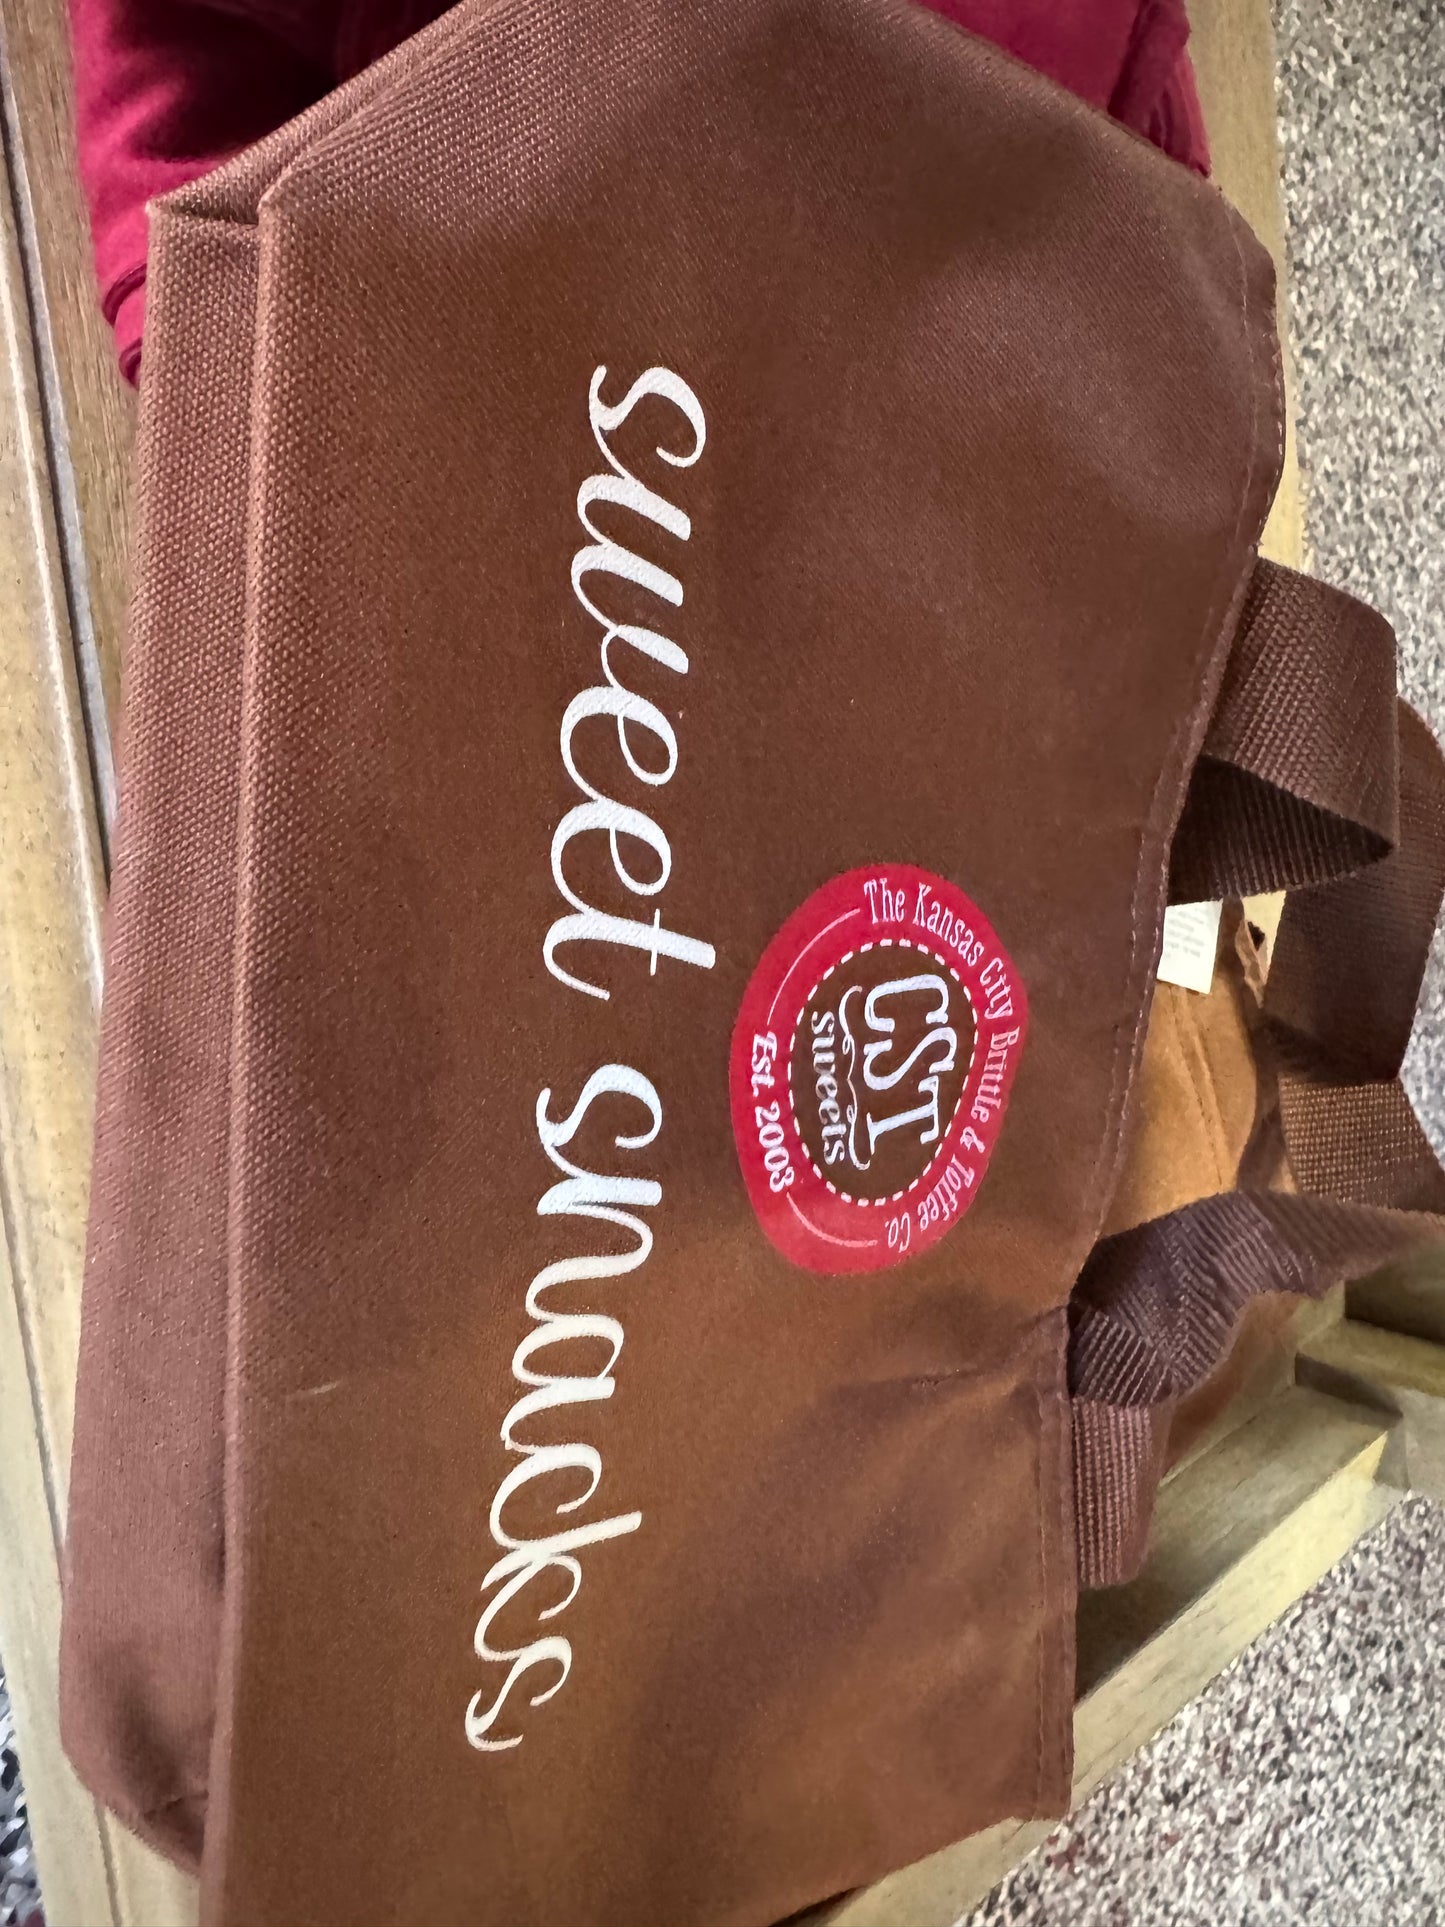 The Kansas City Brittle & Toffee Co.
CST
sweets
Est. 2003
sweet snacks